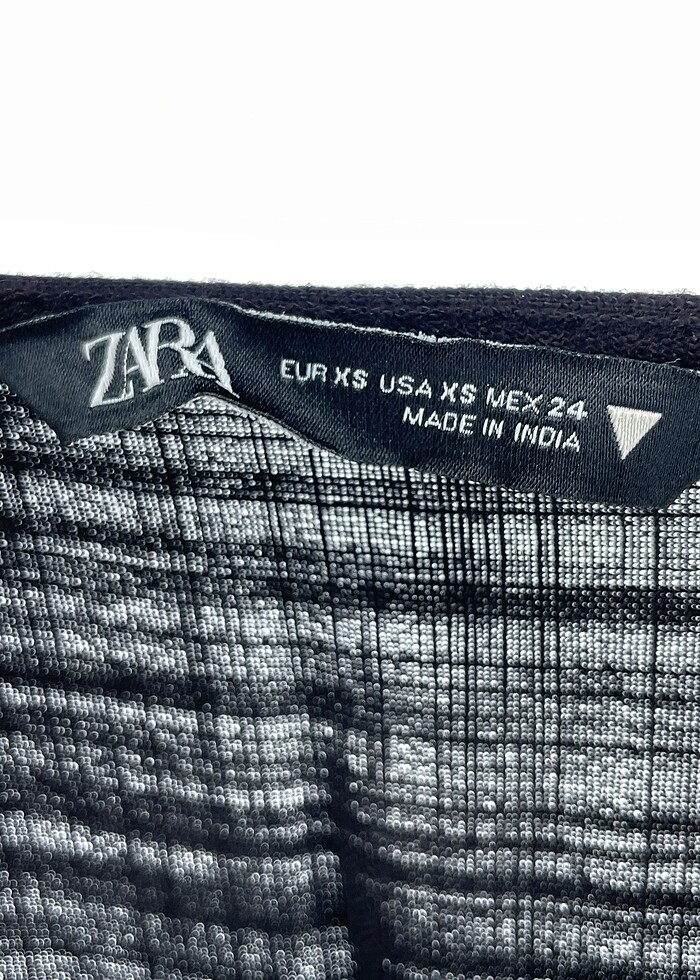 ZARA
EUR XS USA XS MEX 24
MADE IN INDIA